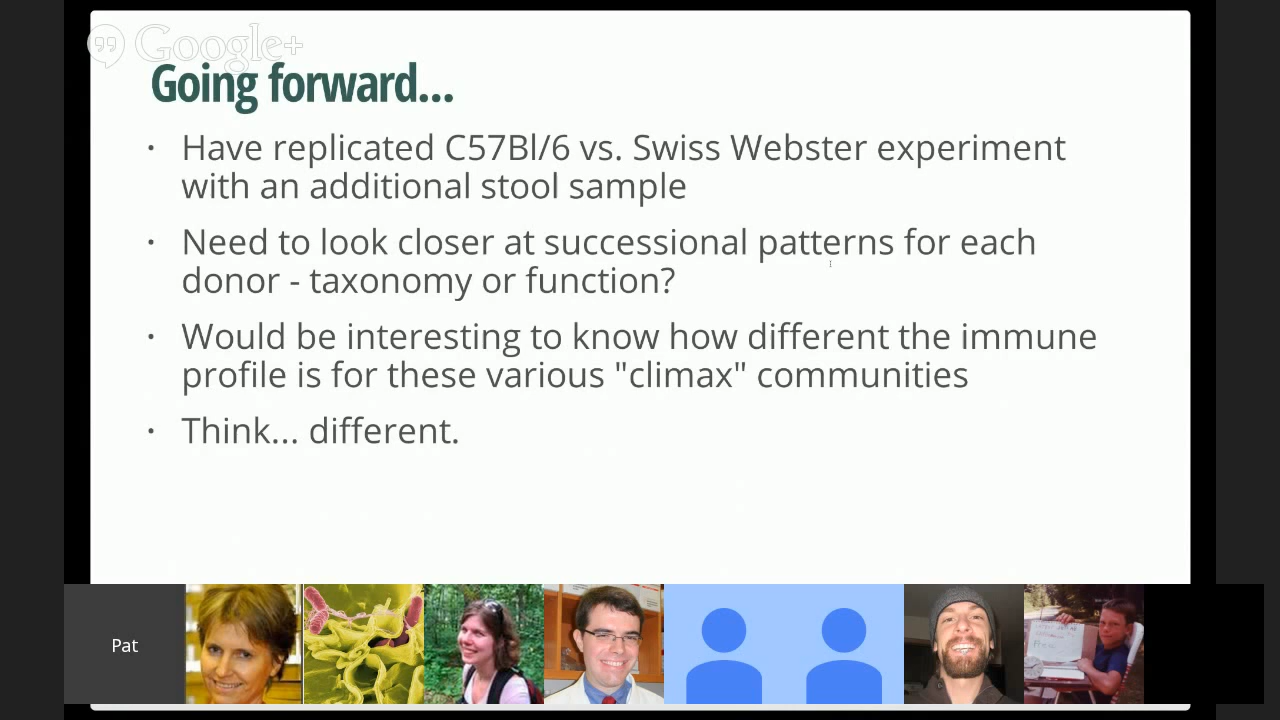 Google+
Going forward...
• Have replicated C57Bl/6 vs. Swiss Webster experiment
with an additional stool sample
• Need to look closer at successional patterns for each
donor - taxonomy or function?
• Would be interesting to know how different the immune
profile is for these various "climax" communities
• Think... different.
Pat